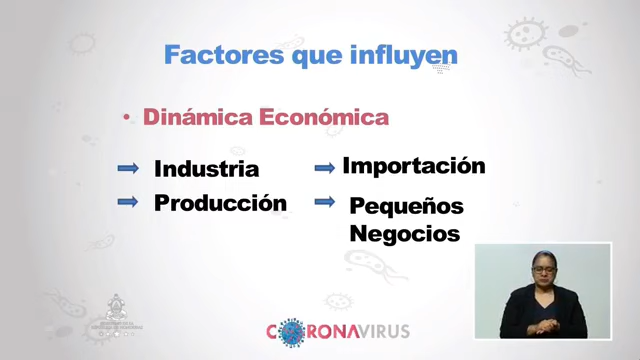 Factores que influyen
• Dinámica Económica
Industria
Importación
Producción
Pequeños
Negocios
CORONAVIRUS